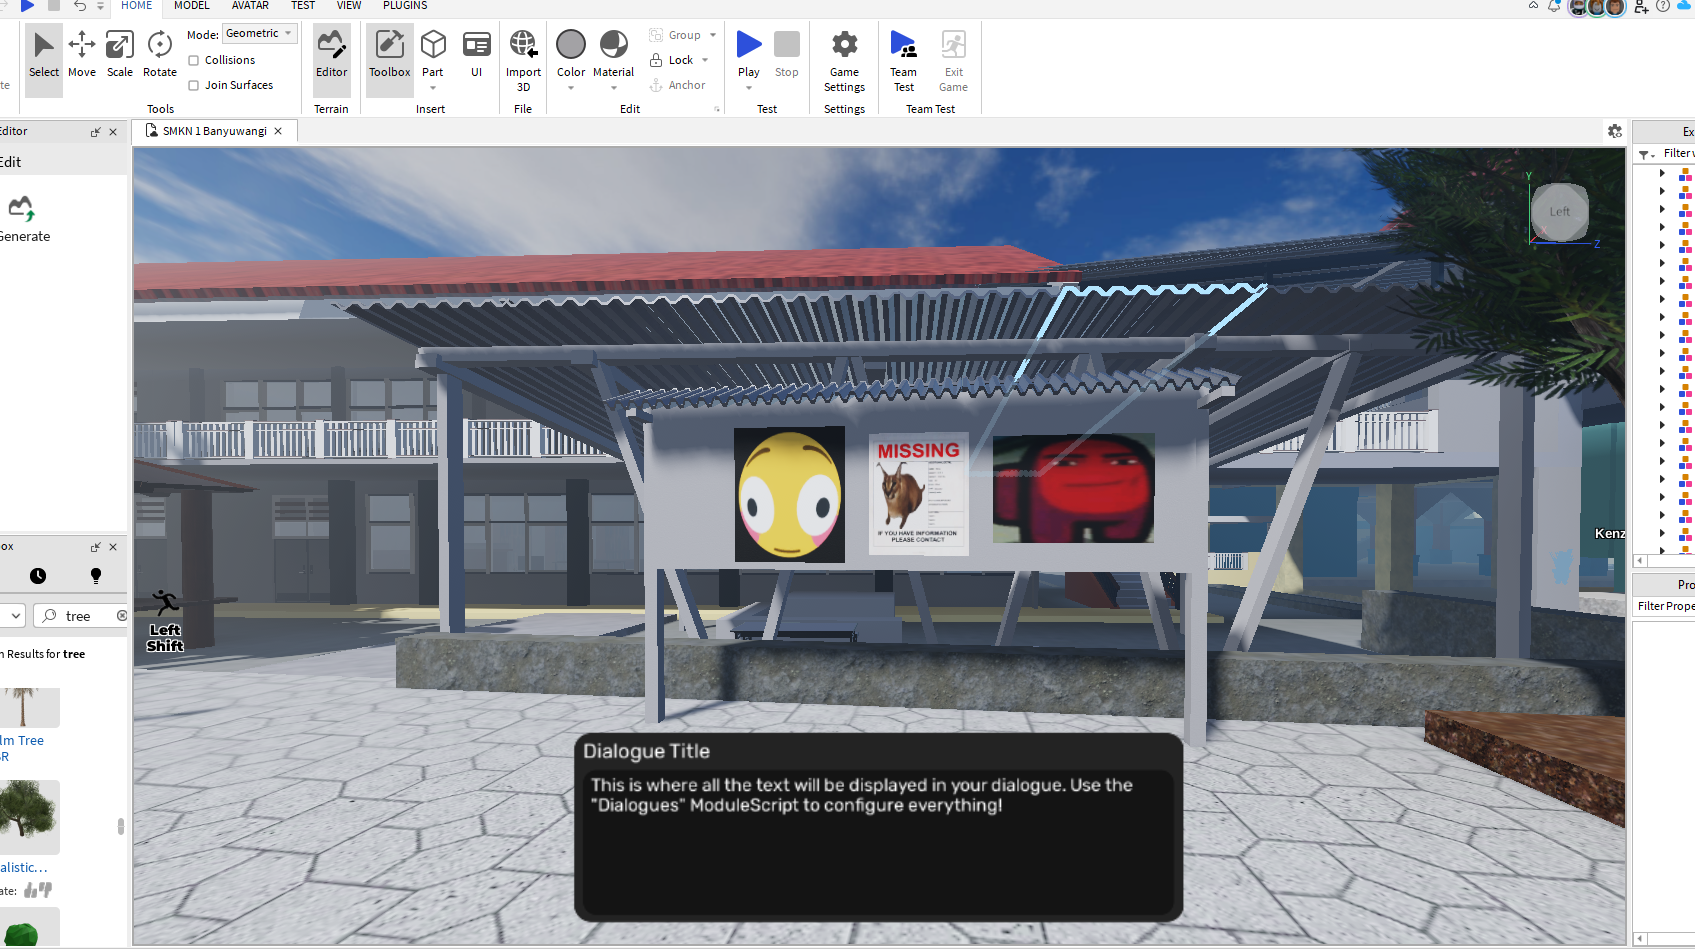 HOME MODEL AVATAR TEST VIEW PLUGINS
Select
Move
Scale
Rotate
Mode: Geometric
Collisions
Join Surfaces
Tools
Editor
Terrain
Toolbox
Part
UI
Insert
Import
3D
File
Color
Material
Group
Lock
Anchor
Edit
Play
Stop
Test
Game
Settings
Settings
Team
Test
Exit
Game
Team Test
Editor
SMKN 1 Banyuwangi
Edit
Generate
Filter
Y
Left
Z
MISSING
IF YOU HAVE INFORMATION
PLEASE CONTACT
Kenz
Left
Shift
box
tree
Results for tree
lm Tree
alistic...
Filter Prope
Dialogue Title
This is where all the text will be displayed in your dialogue. Use the
"Dialogues" ModuleScript to configure everything!